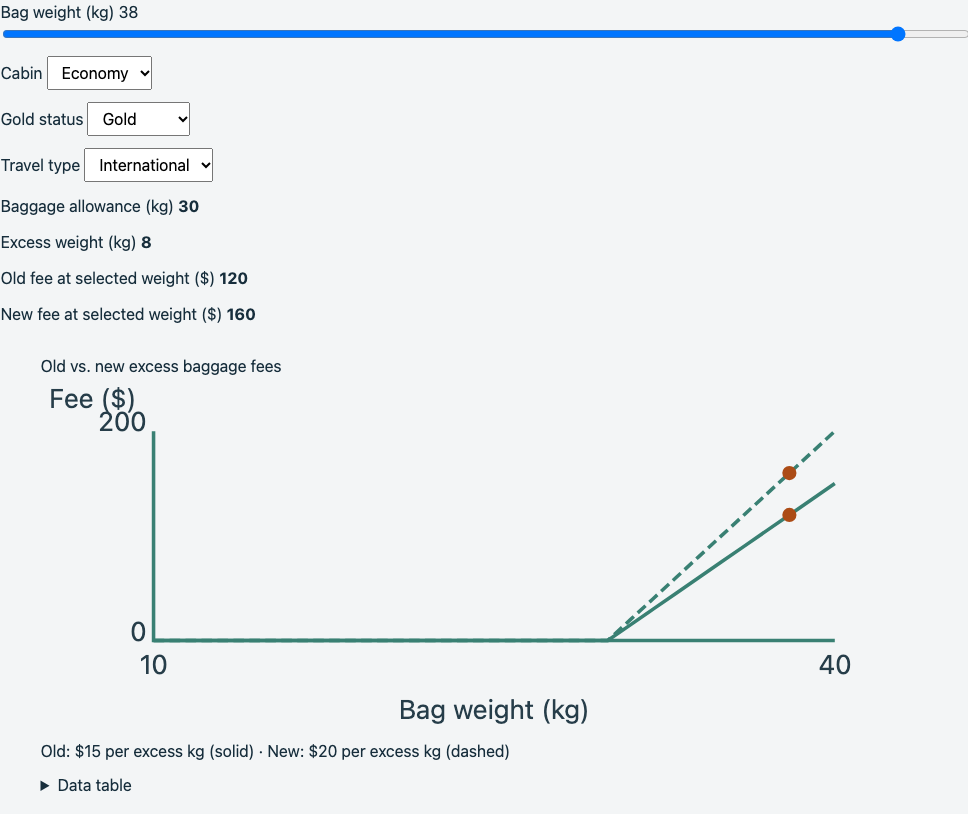 Bag weight (kg) 38
Cabin Economy
Gold status Gold
Travel type International
Baggage allowance (kg) 30
Excess weight (kg) 8
Old fee at selected weight ($) 120
New fee at selected weight ($) 160
Old vs. new excess baggage fees
Fee ($)
200
0
10 40
Bag weight (kg)
Old: $15 per excess kg (solid) · New: $20 per excess kg (dashed)
Data table